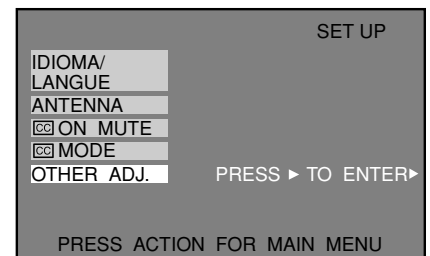 SET UP
IDIOMA/
LANGUE
ANTENNA
CC ON MUTE
CC MODE
OTHER ADJ. PRESS ▶ TO ENTER▶
PRESS ACTION FOR MAIN MENU